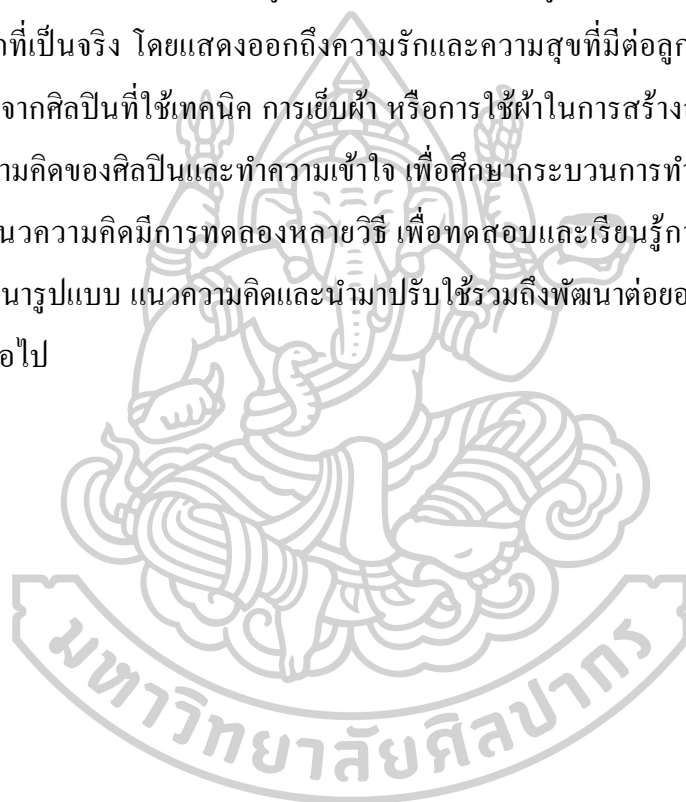 าที่เป็นจริง โดยแสดงออกถึงความรักและความสุขที่มีต่อลูก
จากศิลปินที่ใช้เทคนิค การเย็บผ้า หรือการใช้ผ้าในการสร้าง
ามคิดของศิลปินและทำความเข้าใจ เพื่อศึกษากระบวนการทำ
นวความคิดมีการทดลองหลายวิธี เพื่อทดสอบและเรียนรู้กา
นารูปแบบ แนวความคิดและนำมาปรับใช้รวมถึงพัฒนาต่อยอ
อไป
มหาวิทยาลัยศิลปากร